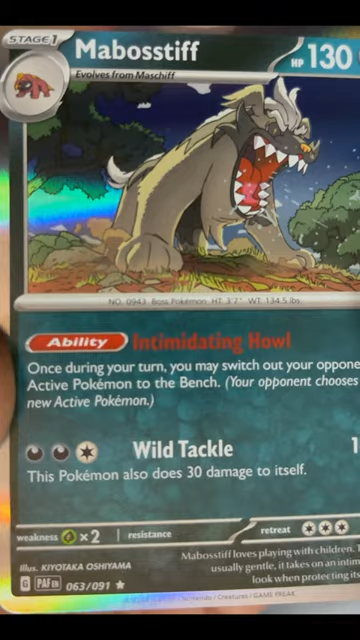 STAGE 1
Mabosstiff
HP 130
Evolves from Maschiff
NO. 0943 Boss Pokémon HT: 3'7" WT: 134.5 lbs.
Ability Intimidating Howl
Once during your turn, you may switch out your oppone
Active Pokémon to the Bench. (Your opponent chooses
new Active Pokémon.)
Wild Tackle 1
This Pokémon also does 30 damage to itself.
weakness ×2 resistance retreat
Mabosstiff loves playing with children. T
Illus. KIYOTAKA OSHIYAMA
usually gentle, it takes on an intim
G PAF EN 063/091 ★
look when protecting its
Nintendo / Creatures / GAME FREAK